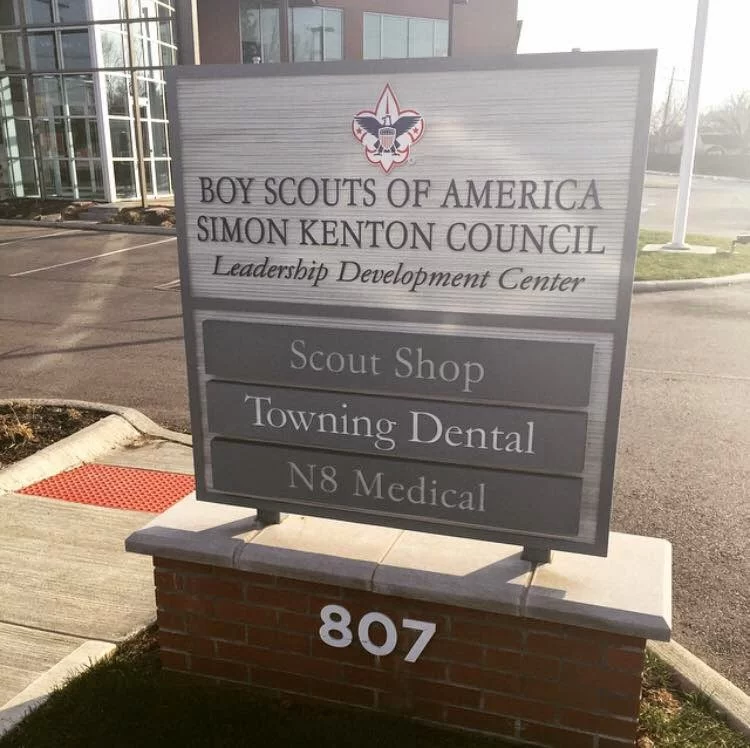 BOY SCOUTS OF AMERICA
SIMON KENTON COUNCIL
Leadership Development Center
Scout Shop
Towning Dental
N8 Medical
807